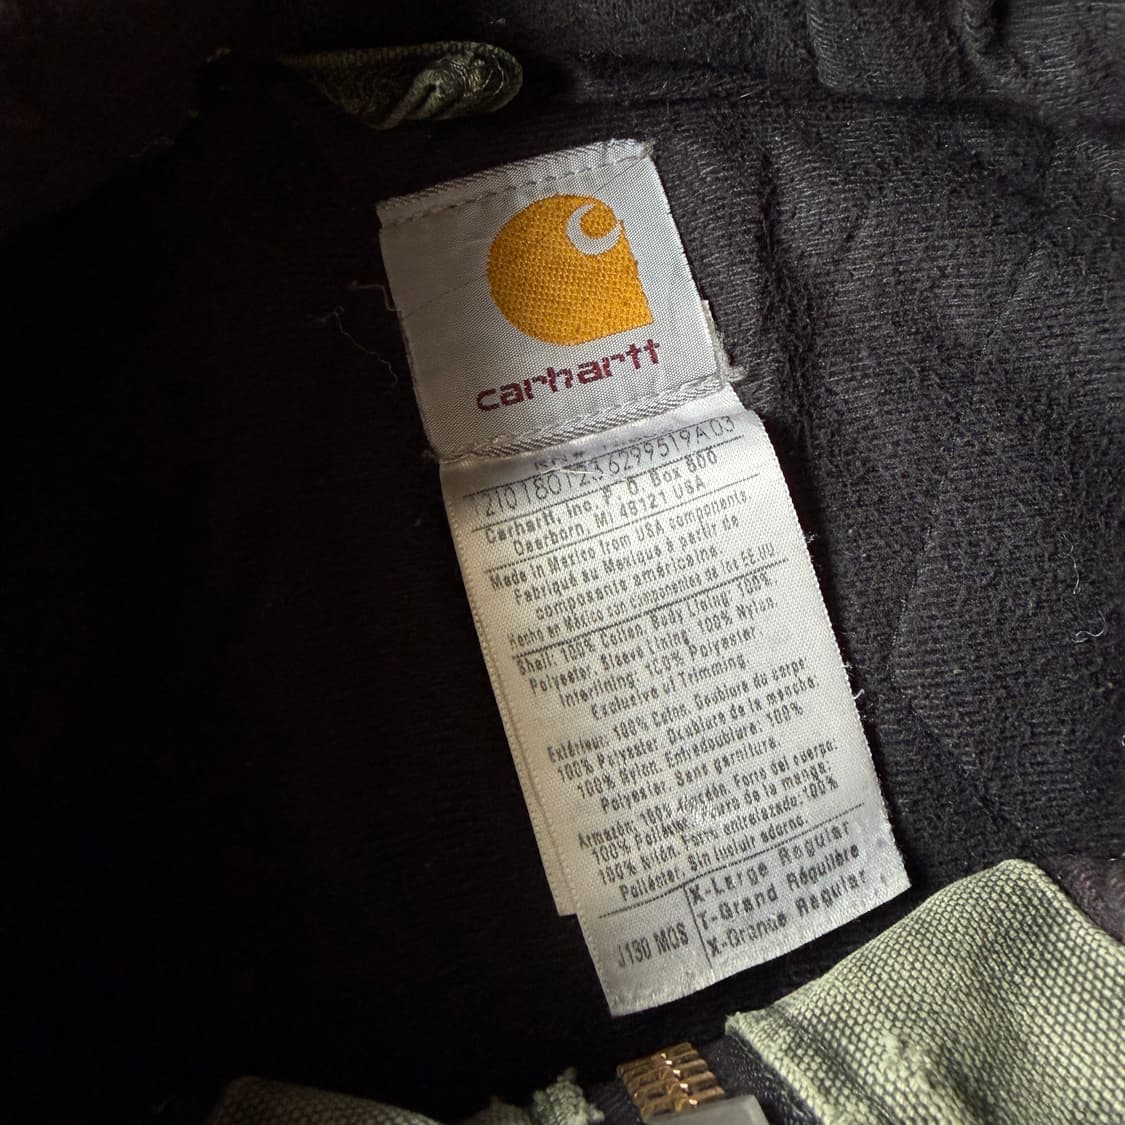 carhartt
RN#
12101801236299519A03
Carhartt, Inc. P.O. Box 600
Dearborn, MI 48121 USA
Made in Mexico from USA components.
Fabriqué au Mexique à partir de
composants américains.
Hecho en México con componentes de los EE.UU
Shell: 100% Cotton. Body Lining: 100%
Polyester. Sleeve Lining: 100% Nylon.
Interlining: 100% Polyester.
Exclusive of Trimming.
Extérieur: 100% Coton. Doublure du corps:
100% Polyester. Doublure de la manche:
100% Nylon. Entredoublure: 100%
Polyester. Sans garniture.
Armazón: 100% Algodón. Forro del cuerpo:
100% Poliéster. Forro de la manga:
100% Nilón. Forro entrelazado: 100%
Poliéster. Sin incluir adorno.
J130 MOS
X-Large Regular
T-Grand Régulière
X-Grande Regular